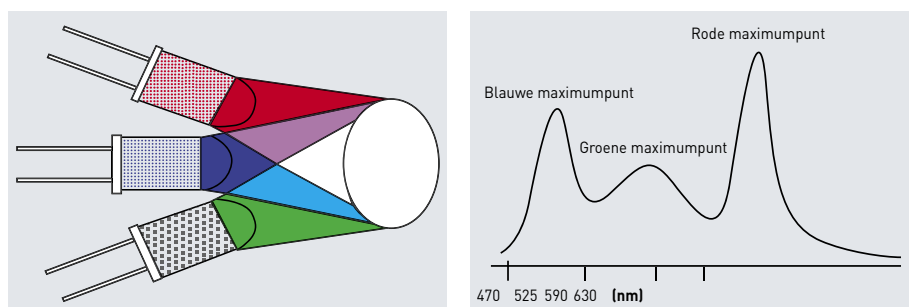 Rode maximumpunt
Blauwe maximumpunt
Groene maximumpunt
470 525 590 630 (nm)